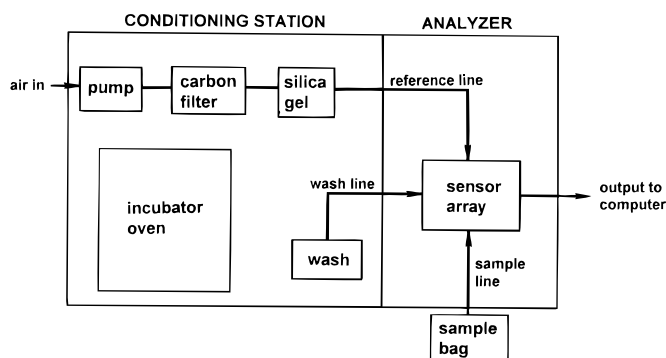 CONDITIONING STATION
ANALYZER
air in
pump
carbon
filter
silica
gel
reference line
incubator
oven
wash line
wash
sensor
array
output to
computer
sample
line
sample
bag